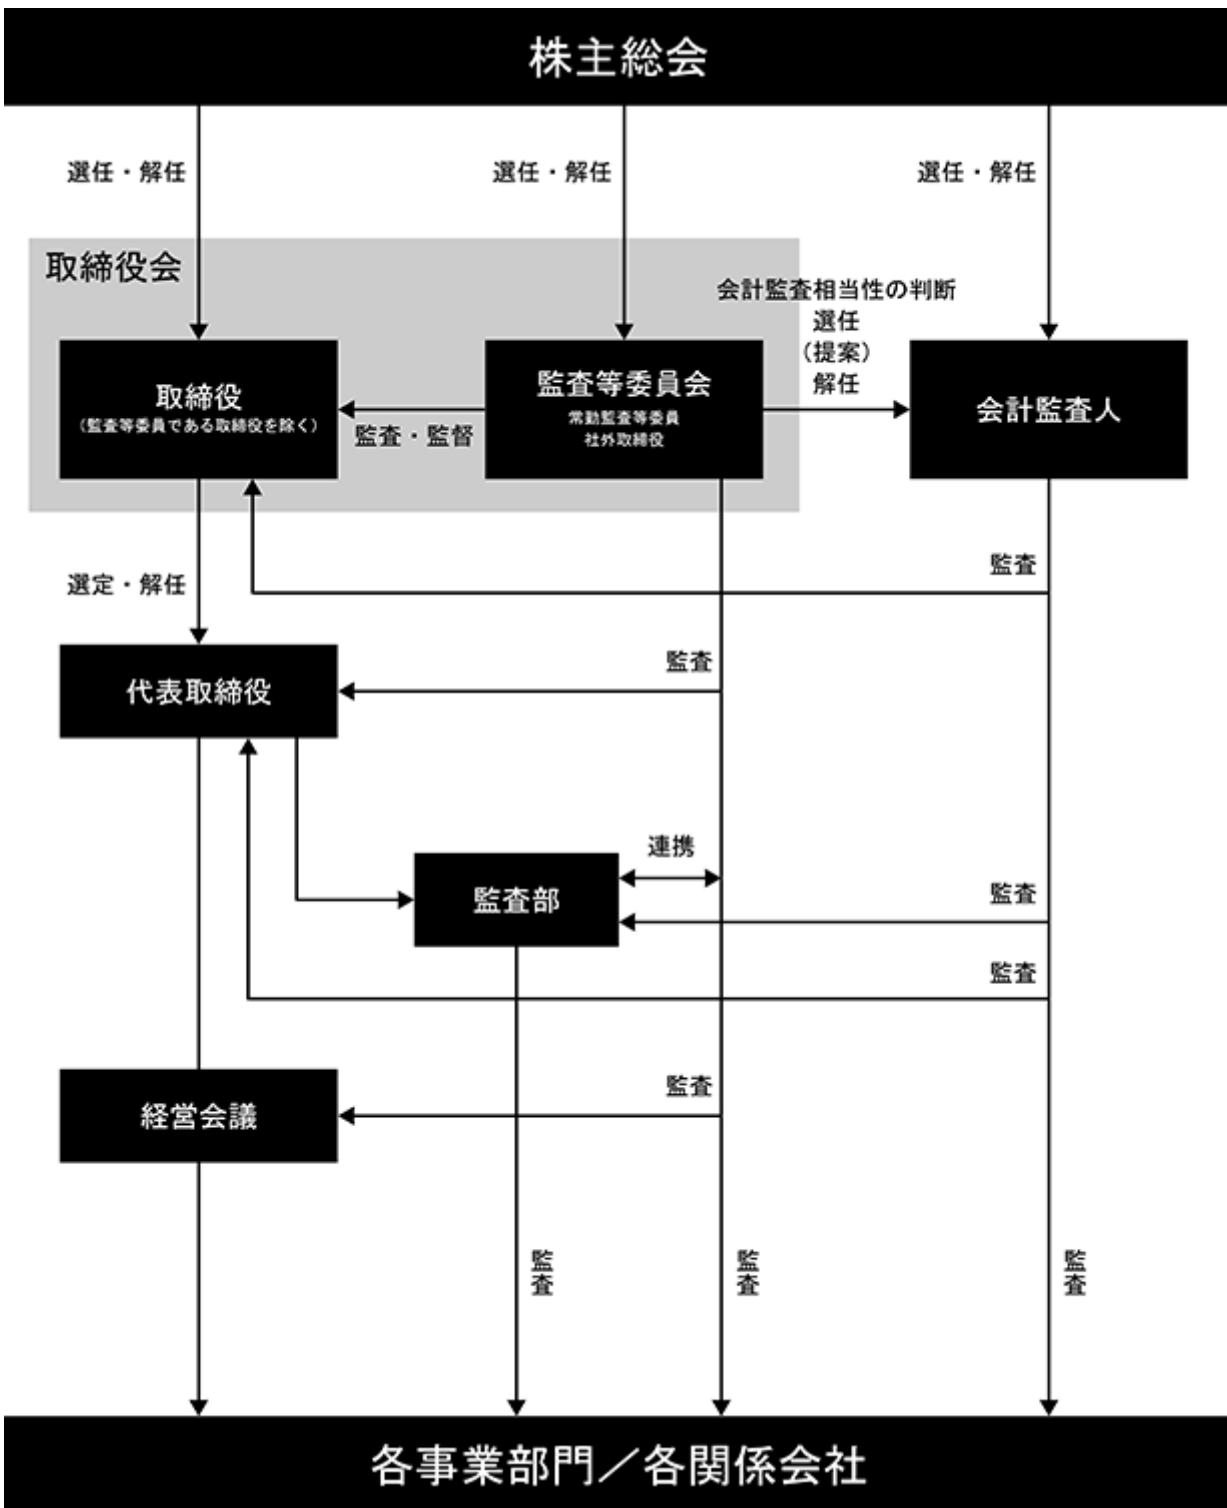 株主総会
選任・解任
選任・解任
選任・解任
取締役会
会計監査相当性の判断
選任
（提案）
解任
取締役
（監査等委員である取締役を除く）
監査・監督
監査等委員会
常勤監査等委員
社外取締役
会計監査人
監査
選定・解任
監査
代表取締役
連携
監査部
監査
監査
監査
経営会議
監査
監査
監査
各事業部門／各関係会社